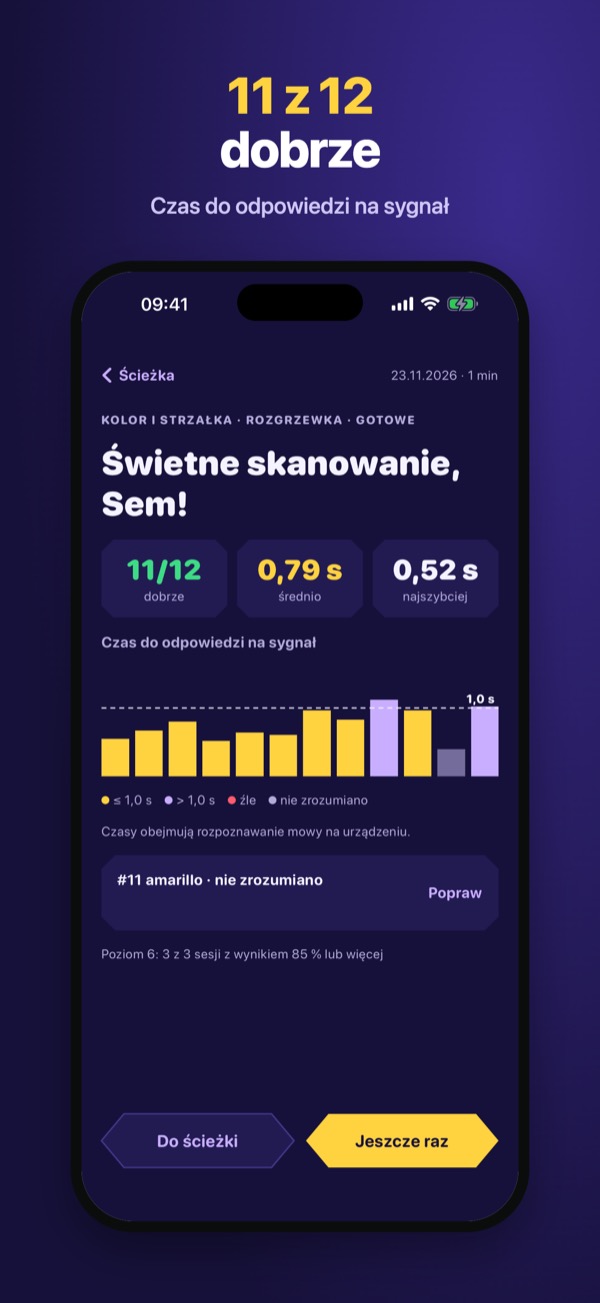 11 z 12
dobrze
Czas do odpowiedzi na sygnał
09:41
Ścieżka
23.11.2026 · 1 min
KOLOR I STRZAŁKA · ROZGRZEWKA · GOTOWE
Świetne skanowanie,
Sem!
11/12
dobrze
0,79 s
średnio
0,52 s
najszybciej
Czas do odpowiedzi na sygnał
1,0 s
≤ 1,0 s
> 1,0 s
źle
nie zrozumiano
Czasy obejmują rozpoznawanie mowy na urządzeniu.
#11 amarillo · nie zrozumiano
Popraw
Poziom 6: 3 z 3 sesji z wynikiem 85 % lub więcej
Do ścieżki
Jeszcze raz